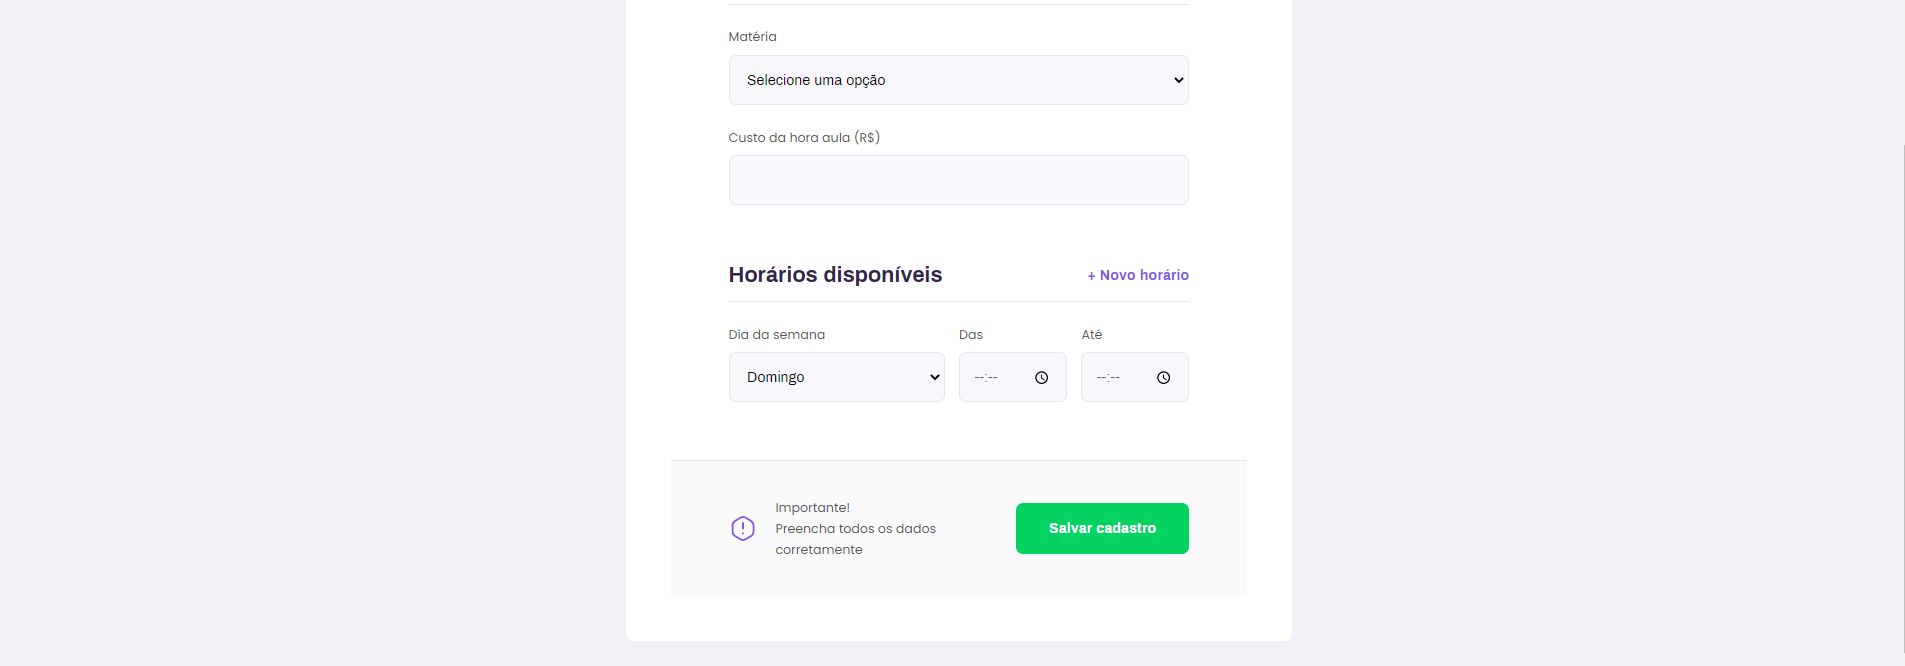 Matéria
Selecione uma opção
Custo da hora aula (R$)
Horários disponíveis
+ Novo horário
Dia da semana
Das
Até
Domingo
--:--
--:--
Importante!
Preencha todos os dados
corretamente
Salvar cadastro